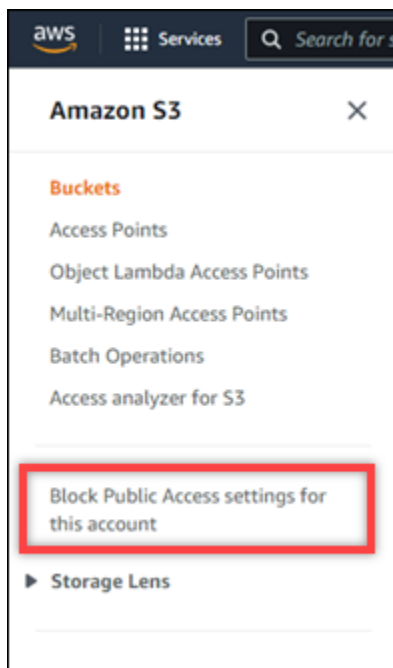 aws
Services
Search for s
Amazon S3
Buckets
Access Points
Object Lambda Access Points
Multi-Region Access Points
Batch Operations
Access analyzer for S3
Block Public Access settings for
this account
Storage Lens